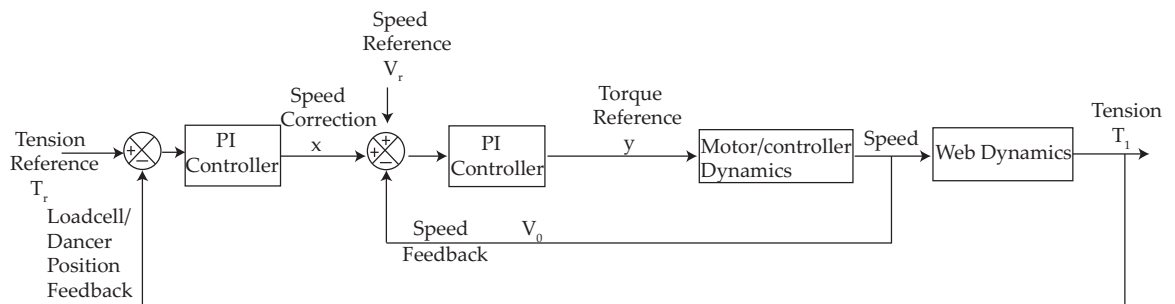 Speed
Reference
V_r
Tension
Reference
T_r
+
−
PI
Controller
Speed
Correction
x
+
+
−
PI
Controller
Torque
Reference
y
Motor/controller
Dynamics
Speed
Web Dynamics
Tension
T_1
Speed
Feedback
V_0
Loadcell/
Dancer
Position
Feedback